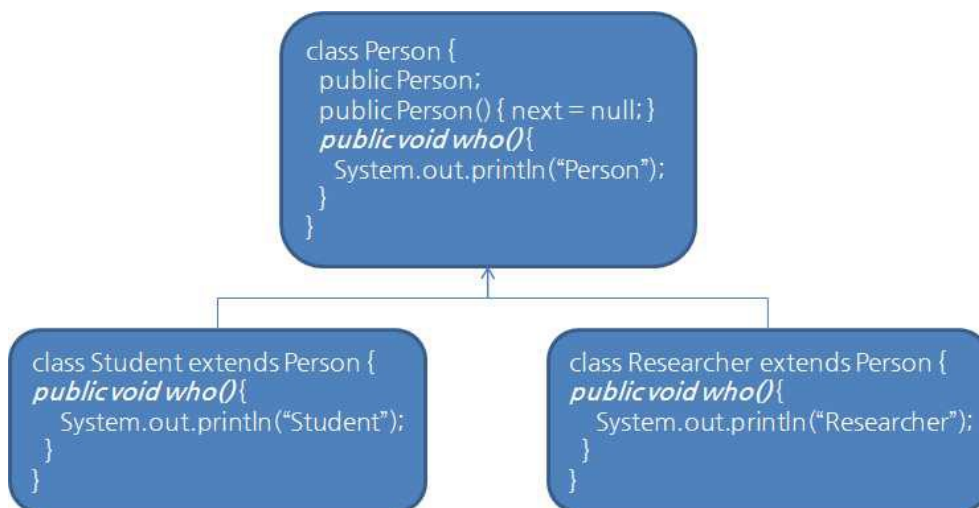 class Person {
public Person;
public Person() { next = null; }
public void who(){
System.out.println(“Person”);
}
}
class Student extends Person {
public void who(){
System.out.println(“Student”);
}
}
class Researcher extends Person {
public void who(){
System.out.println(“Researcher”);
}
}